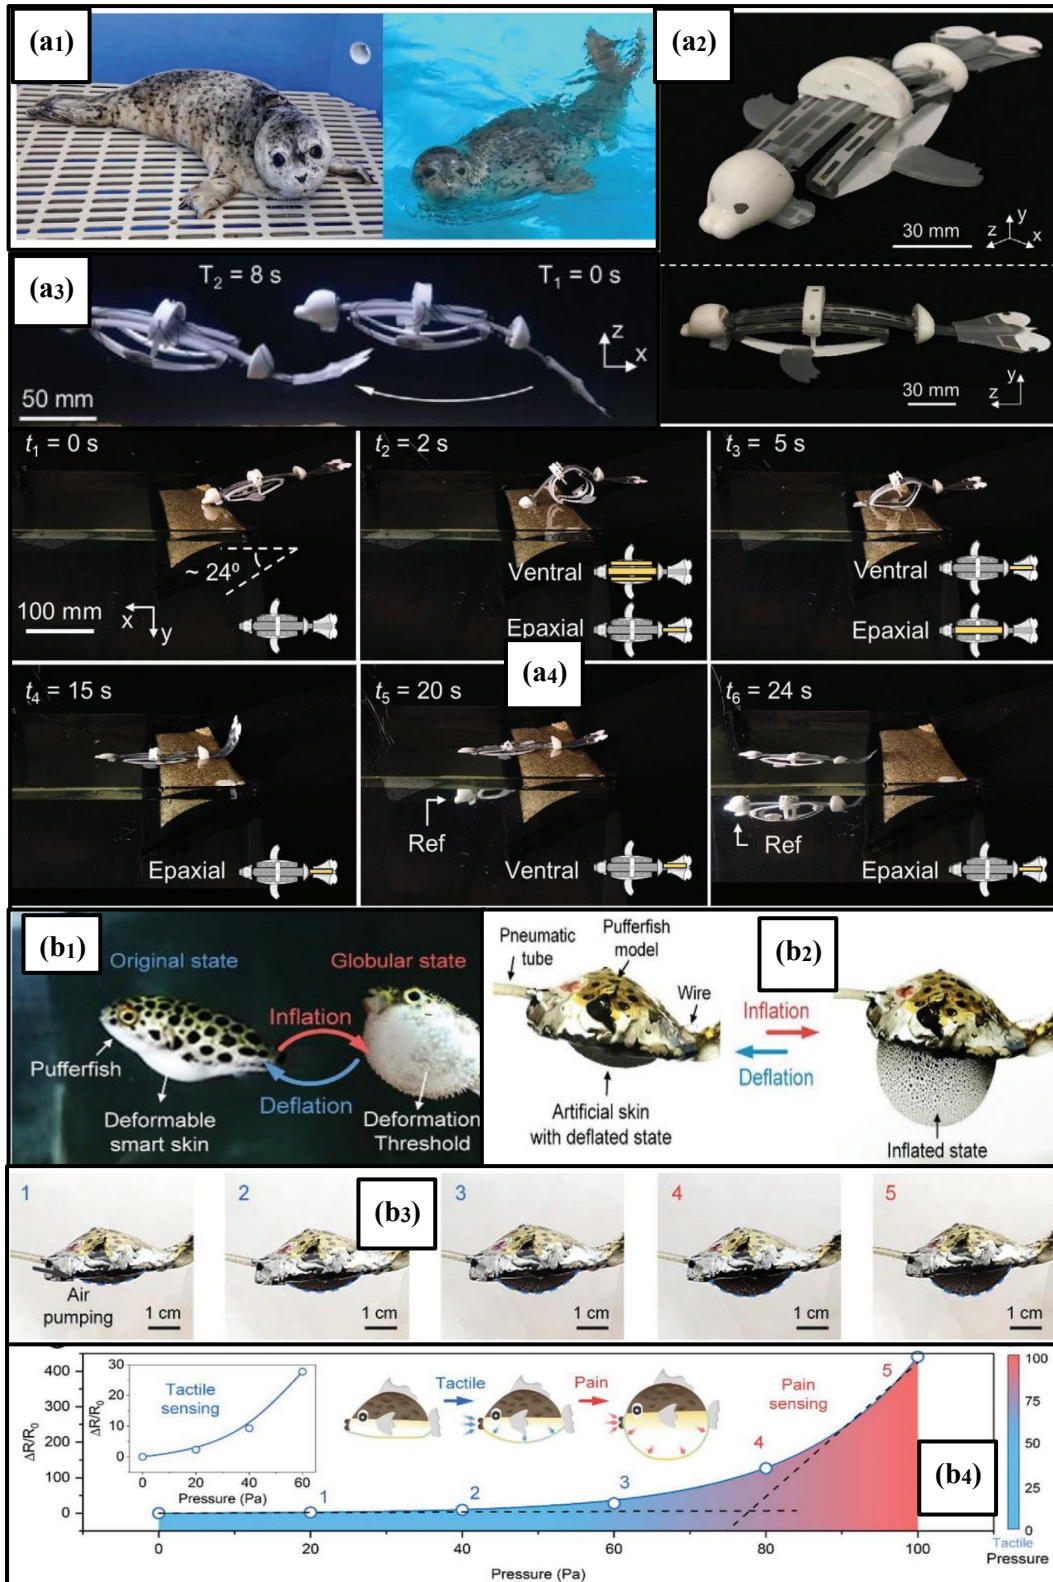 (a1)
(a2)
30 mm
y
z
x
(a3)
T2 = 8 s
T1 = 0 s
z
x
50 mm
30 mm
y
z
t1 = 0 s
~ 24º
100 mm
x
y
t2 = 2 s
Ventral
Epaxial
t3 = 5 s
Ventral
Epaxial
(a4)
t4 = 15 s
Epaxial
t5 = 20 s
Ref
Ventral
t6 = 24 s
Ref
Epaxial
(b1)
Original state
Globular state
Inflation
Pufferfish
Deflation
Deformable
smart skin
Deformation
Threshold
(b2)
Pneumatic
tube
Pufferfish
model
Wire
Inflation
Deflation
Artificial skin
with deflated state
Inflated state
(b3)
1
Air
pumping
1 cm
2
1 cm
3
1 cm
4
1 cm
5
1 cm
(b4)
ΔR/R0
400
300
200
100
0
30
20
10
0
ΔR/R0
Tactile
sensing
0
20
40
60
Pressure (Pa)
Tactile
Pain
Pain
sensing
1
2
3
4
5
0
20
40
60
80
100
Pressure (Pa)
100
75
50
25
0
Tactile
Pressure